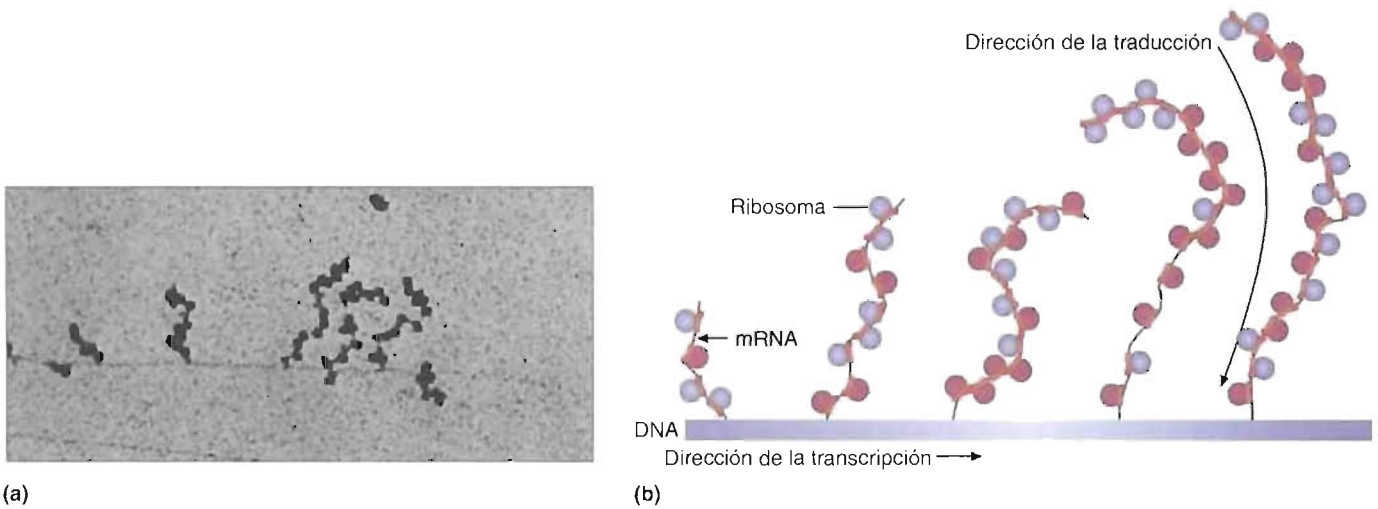 Dirección de la traducción
Ribosoma
mRNA
DNA
Dirección de la transcripción
(a)
(b)